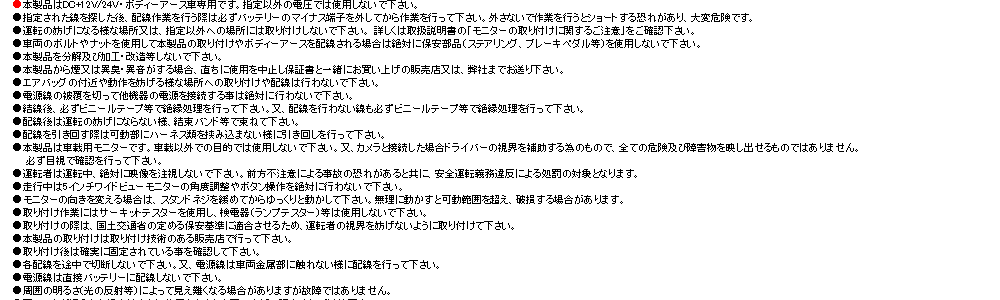 ●本製品はDC+12V/24V・ボディーアース車専用です。指定以外の電圧では使用しないで下さい。
●指定された線を探した後、配線作業を行う際は必ずバッテリーのマイナス端子を外してから作業を行って下さい。外さないで作業を行うとショートする恐れがあり、大変危険です。
●運転の妨げになる様な場所又は、指定以外への場所には取り付けしないで下さい。 詳しくは取扱説明書の「モニターの取り付けに関するご注意」をご確認下さい。
●車両のボルトやナットを使用して本製品の取り付けやボディーアースを配線される場合は絶対に保安部品(ステアリング、ブレーキペダル等)を使用しないで下さい。
●本製品を分解及び加工・改造等しないで下さい。
●本製品から煙又は異臭・異音がする場合、直ちに使用を中止し保証書と一緒にお買い上げの販売店又は、弊社までお送り下さい。
●エアバッグの付近や動作を妨げる様な場所への取り付けや配線は行わないで下さい。
●電源線の被覆を切って他機器の電源を接続する事は絶対に行わないで下さい。
●結線後、必ずビニールテープ等で絶縁処理を行って下さい。又、配線を行わない線も必ずビニールテープ等で絶縁処理を行って下さい。
●配線後は運転の妨げにならない様、結束バンド等で束ねて下さい。
●配線を引き回す際は可動部にハーネス類を挟み込まない様に引き回しを行って下さい。
●本製品は車載用モニターです。車載以外での目的では使用しないで下さい。又、カメラと接続した場合ドライバーの視界を補助する為のもので、全ての危険及び障害物を映し出せるものではありません。
必ず目視で確認を行って下さい。
●運転者は運転中、絶対に映像を注視しないで下さい。前方不注意による事故の恐れがあると共に、安全運転義務違反による処罰の対象となります。
●走行中は5インチワイドビューモニターの角度調整やボタン操作を絶対に行わないで下さい。
●モニターの向きを変える場合は、スタンドネジを緩めてからゆっくりと動かして下さい。無理に動かすと可動範囲を超え、破損する場合があります。
●取り付け作業にはサーキットテスターを使用し、検電器(ランプテスター)等は使用しないで下さい。
●取り付けの際は、国土交通省の定める保安基準に適合させるため、運転者の視界を妨げないように取り付けて下さい。
●本製品の取り付けは取り付け技術のある販売店で行って下さい。
●取り付け後は確実に固定されている事を確認して下さい。
●各配線を途中で切断しないで下さい。又、電源線は車両金属部に触れない様に配線を行って下さい。
●電源線は直接バッテリーに配線しないで下さい。
●周囲の明るさ(光の反射等)によって見え難くなる場合がありますが故障ではありません。